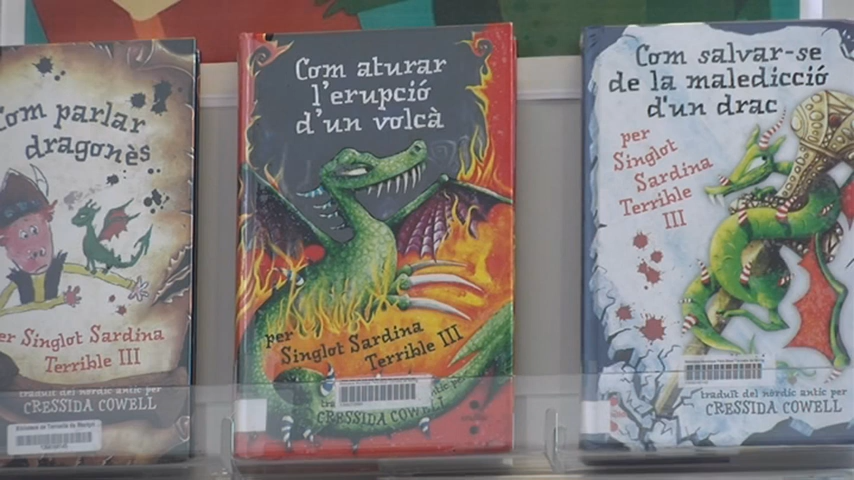 Com parlar
dragonès
per Singlot Sardina
Terrible III
traduït del nòrdic antic per
CRESSIDA COWELL
Com aturar
l'erupció
d'un volcà
per
Singlot Sardina
Terrible III
CRESSIDA COWELL
Com salvar-se
de la maledicció
d'un drac
per
Singlot
Sardina
Terrible
III
traduït del nòrdic antic per
CRESSIDA COWELL